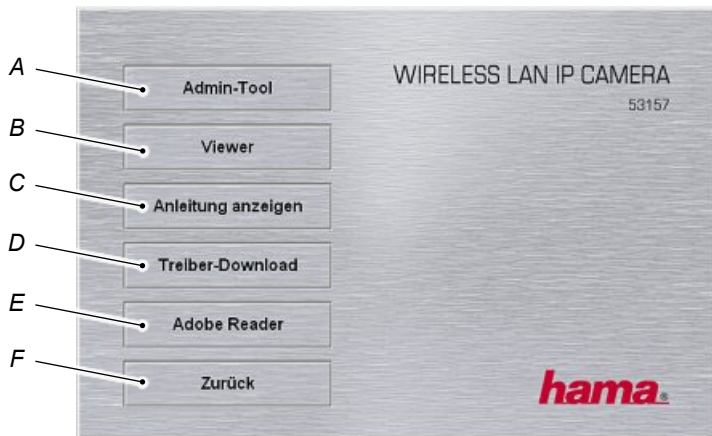 A
Admin-Tool
WIRELESS LAN IP CAMERA
53157
B
Viewer
C
Anleitung anzeigen
D
Treiber-Download
E
Adobe Reader
F
Zurück
hama®